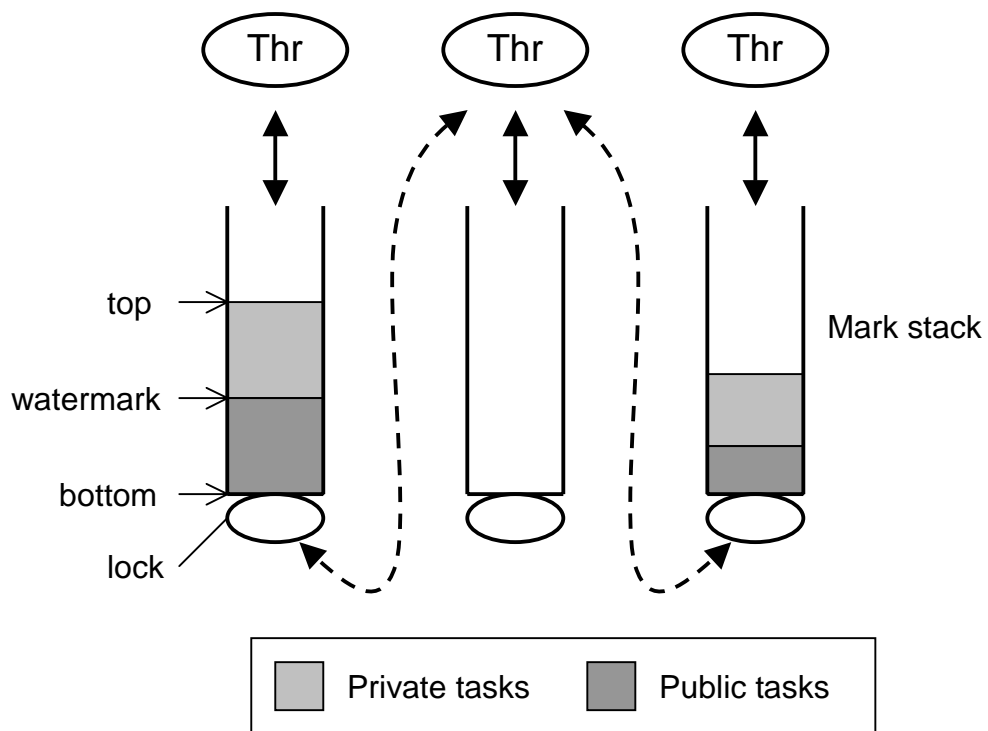 Thr Thr Thr
top
Mark stack
watermark
bottom
lock
Private tasks Public tasks